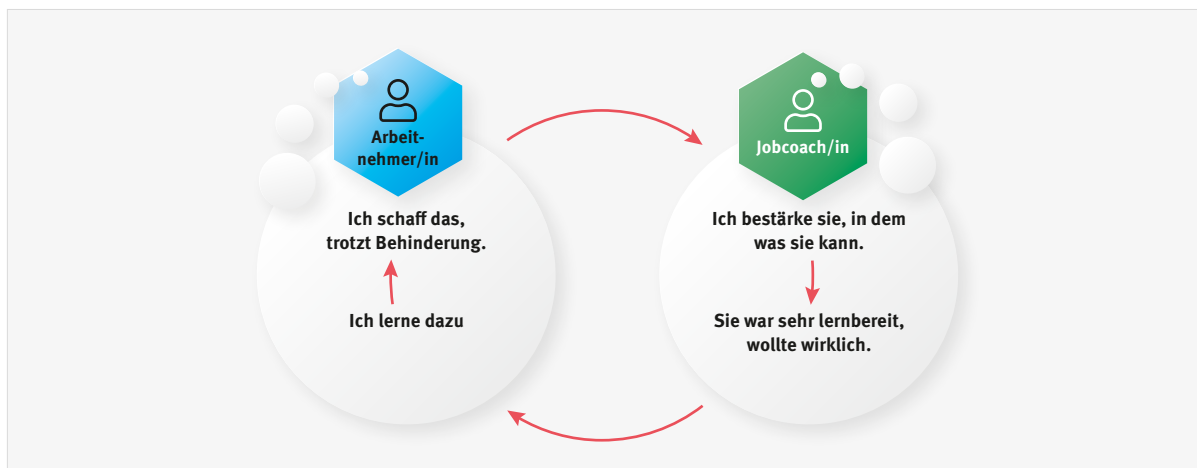 Arbeit-
nehmer/in
Ich schaff das,
trotzt Behinderung.
Ich lerne dazu
Jobcoach/in
Ich bestärke sie, in dem
was sie kann.
Sie war sehr lernbereit,
wollte wirklich.